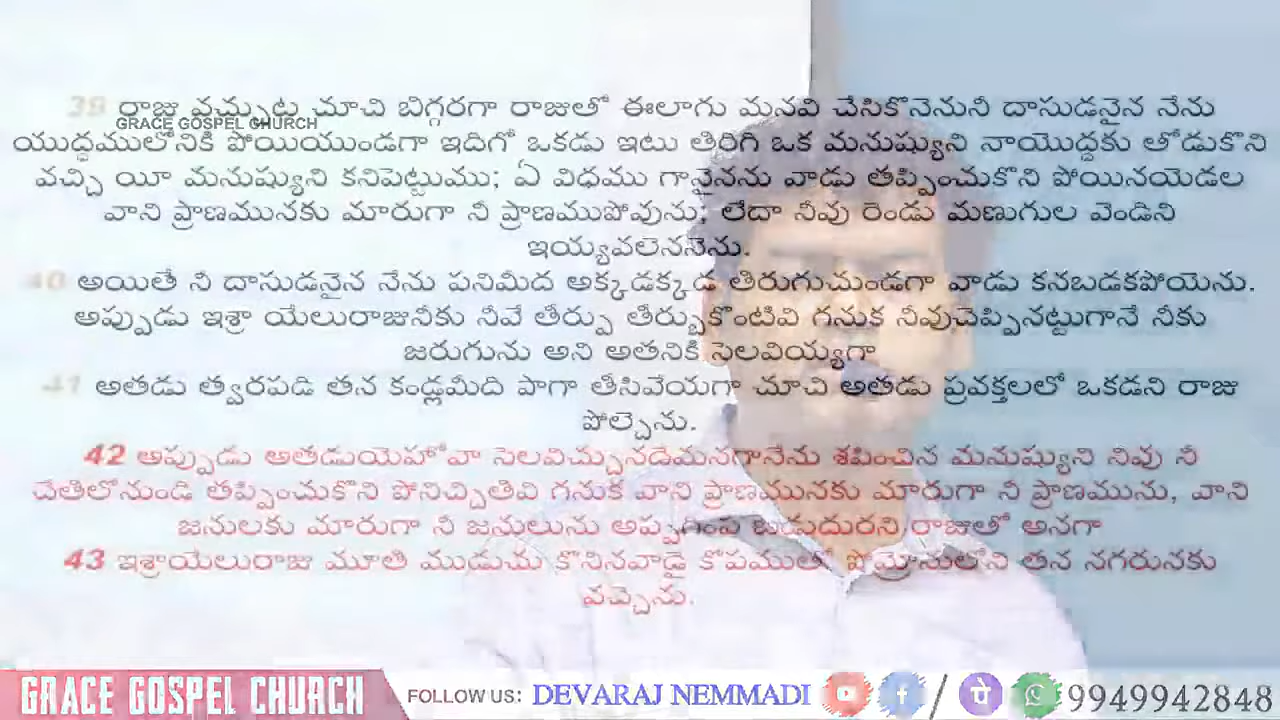 39 రాజు వచ్చుట చూచి బిగ్గరగా రాజుతో ఈలాగు మనవి చేసికొనెనునీ దాసుడనైన నేను
GRACE GOSPEL CHURCH
యుద్ధములోనికి పోయియుండగా ఇదిగో ఒకడు ఇటు తిరిగి ఒక మనుష్యుని నాయొద్దకు తోడుకొని
వచ్చి యీ మనుష్యుని కనిపెట్టుము; ఏ విధము గానైనను వాడు తప్పించుకొని పోయినయెడల
వాని ప్రాణమునకు మారుగా నీ ప్రాణముపోవును; లేదా నీవు రెండు మణుగుల వెండిని
ఇయ్యవలెననెను.
40 అయితే నీ దాసుడనైన నేను పనిమీద అక్కడక్కడ తిరుగుచుండగా వాడు కనబడకపోయెను.
అప్పుడు ఇశ్రా యేలురాజునీకు నీవే తీర్పు తీర్చుకొంటివి గనుక నీవుచెప్పినట్టుగానే నీకు
జరుగును అని అతనికి సెలవియ్యగా
41 అతడు త్వరపడి తన కండ్లమీది పాగా తీసివేయగా చూచి అతడు ప్రవక్తలలో ఒకడని రాజు
పోల్చెను.
42 అప్పుడు అతడుయెహోవా సెలవిచ్చునదేమనగానేను శపించిన మనుష్యుని నీవు నీ
చేతిలోనుండి తప్పించుకొని పోనిచ్చితివి గనుక వాని ప్రాణమునకు మారుగా నీ ప్రాణమును, వాని
జనులకు మారుగా నీ జనులును అప్పగింప బడుదురని రాజుతో అనగా
43 ఇశ్రాయేలురాజు మూతి ముడుచు కొనినవాడై కోపముతో షోమ్రోనులోని తన నగరునకు
వచ్చెను.
GRACE GOSPEL CHURCH FOLLOW US: DEVARAJ NEMMADI / 9949942848